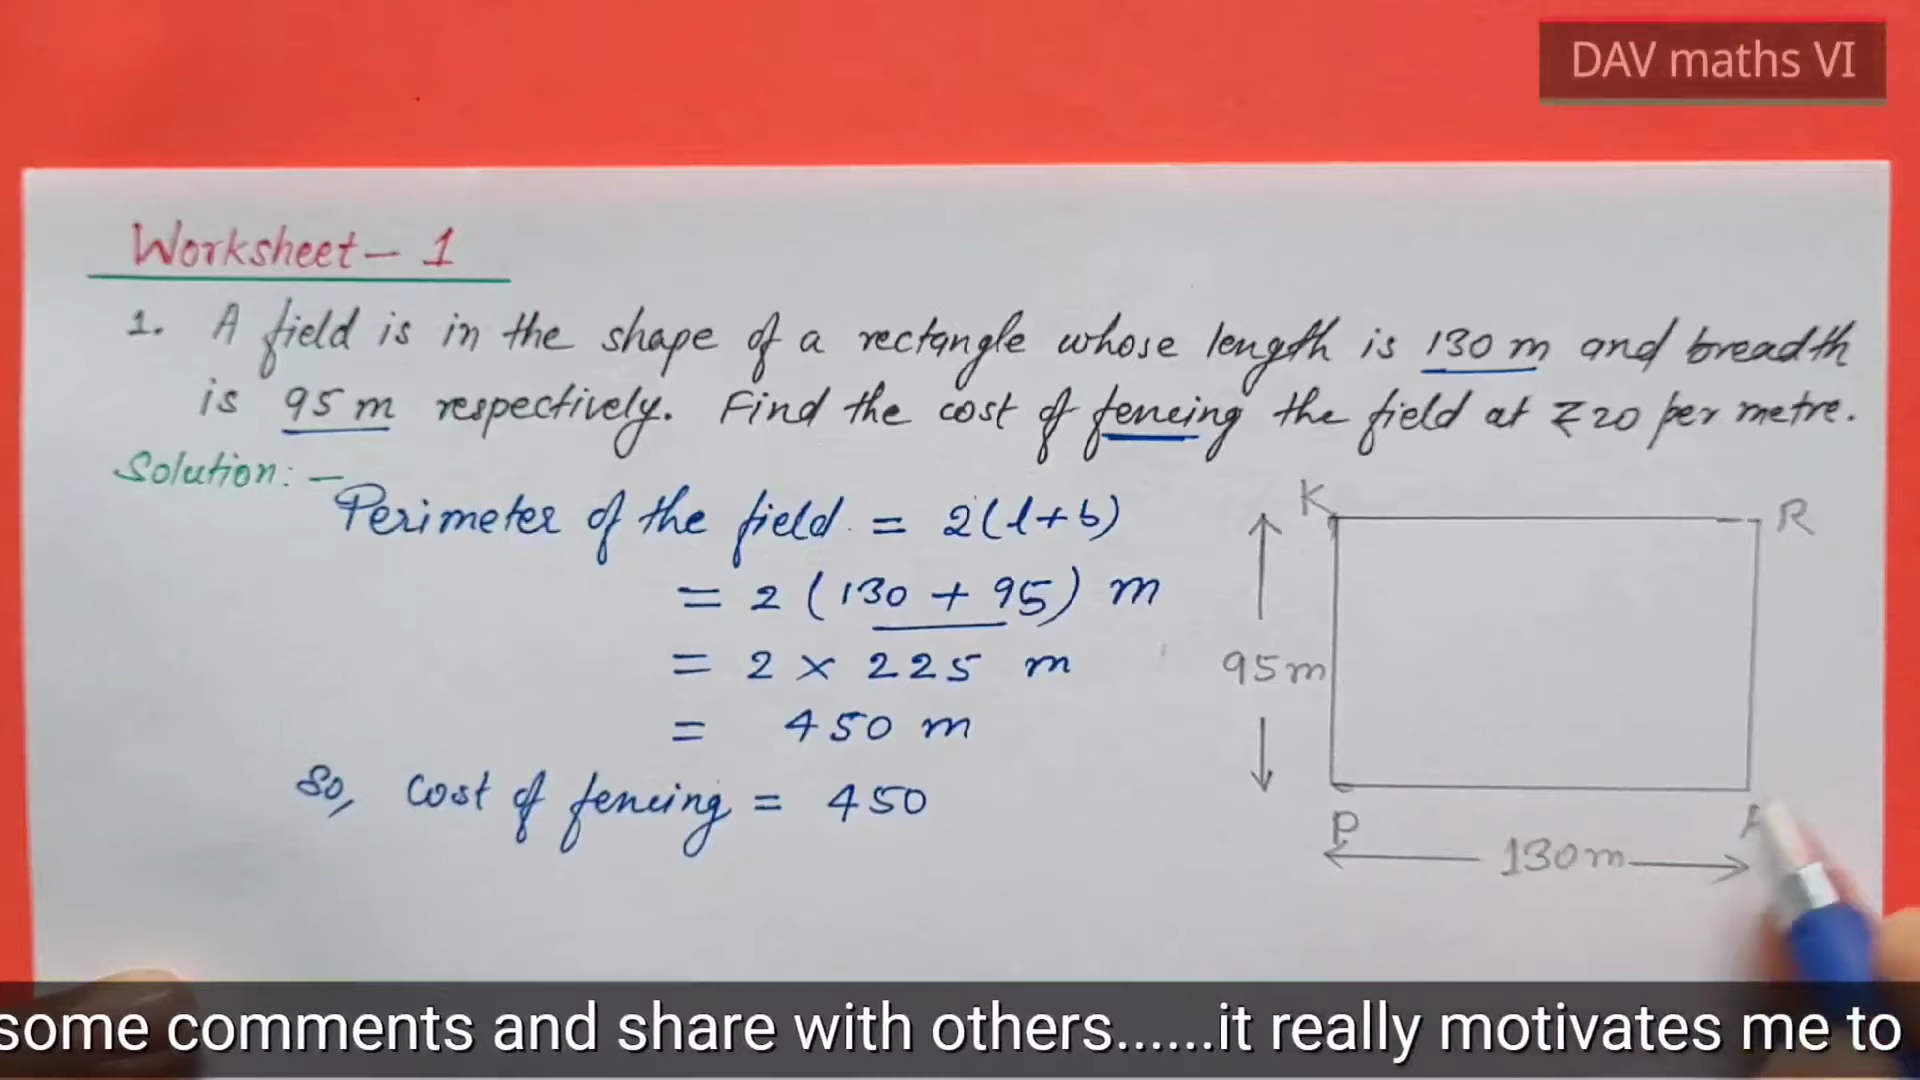 DAV maths VI
Worksheet - 1
1. A field is in the shape of a rectangle whose length is 130 m and breadth
is 95 m respectively. Find the cost of fencing the field at ₹20 per metre.
Solution: -
Perimeter of the field = 2(l+b)
= 2 (130 + 95) m
= 2 × 225 m
= 450 m
So, Cost of fencing = 450
K
R
95m
P
A
130m
some comments and share with others......it really motivates me to